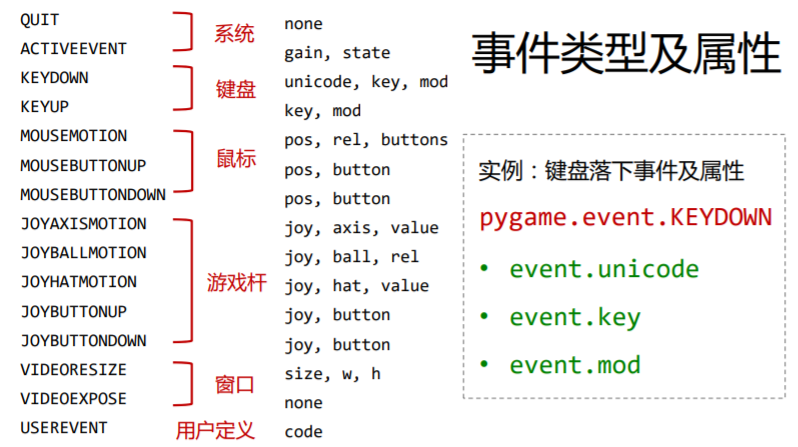 事件类型及属性
QUIT 系统 none
ACTIVEEVENT gain, state
KEYDOWN 键盘 unicode, key, mod
KEYUP key, mod
MOUSEMOTION 鼠标 pos, rel, buttons
MOUSEBUTTONUP pos, button
MOUSEBUTTONDOWN pos, button
JOYAXISMOTION 游戏杆 joy, axis, value
JOYBALLMOTION joy, ball, rel
JOYHATMOTION joy, hat, value
JOYBUTTONUP joy, button
JOYBUTTONDOWN joy, button
VIDEORESIZE 窗口 size, w, h
VIDEOEXPOSE none
USEREVENT 用户定义 code
实例：键盘落下事件及属性
pygame.event.KEYDOWN
• event.unicode
• event.key
• event.mod